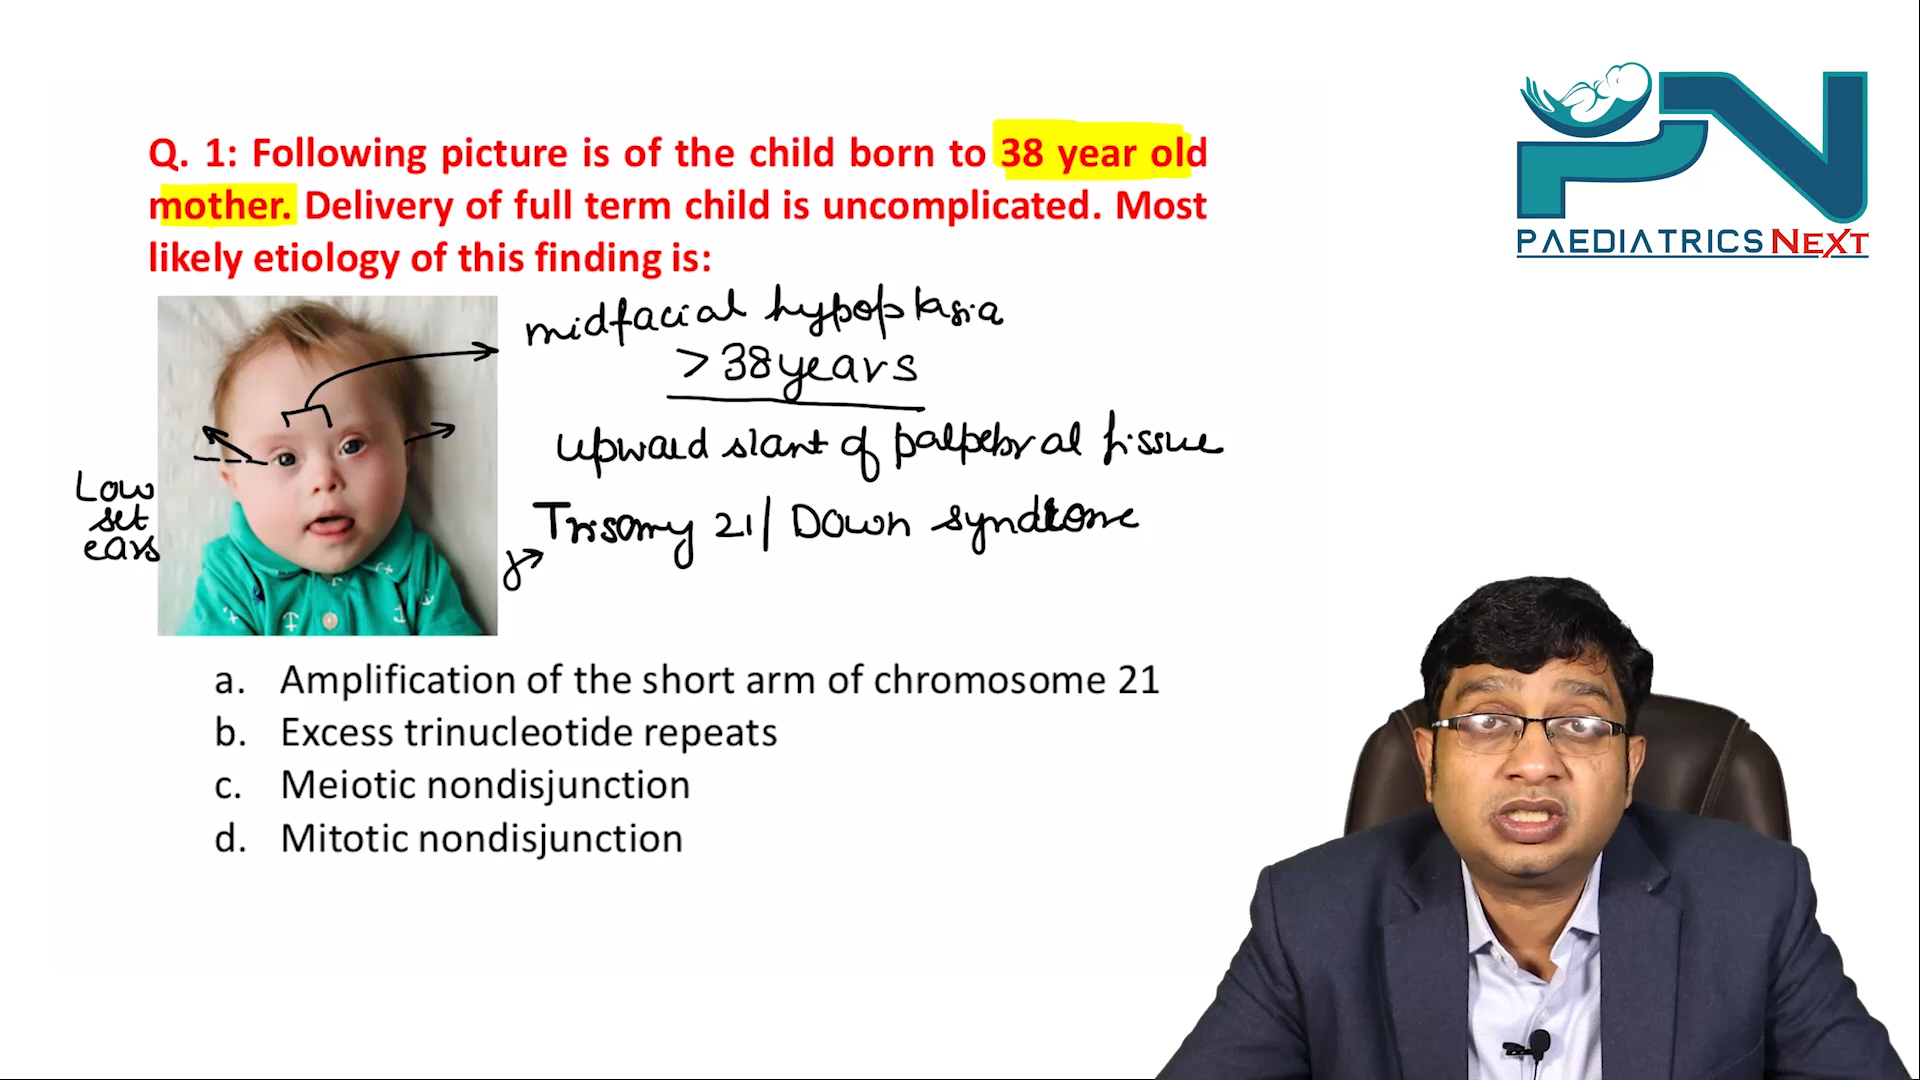 PN
PAEDIATRICS NEXT
Q. 1: Following picture is of the child born to 38 year old
mother. Delivery of full term child is uncomplicated. Most
likely etiology of this finding is:
midfacial hypoplasia
>38years
upward slant of palpebral fissue
Low
set
ears
Trisomy 21/ Down syndrome
a. Amplification of the short arm of chromosome 21
b. Excess trinucleotide repeats
c. Meiotic nondisjunction
d. Mitotic nondisjunction